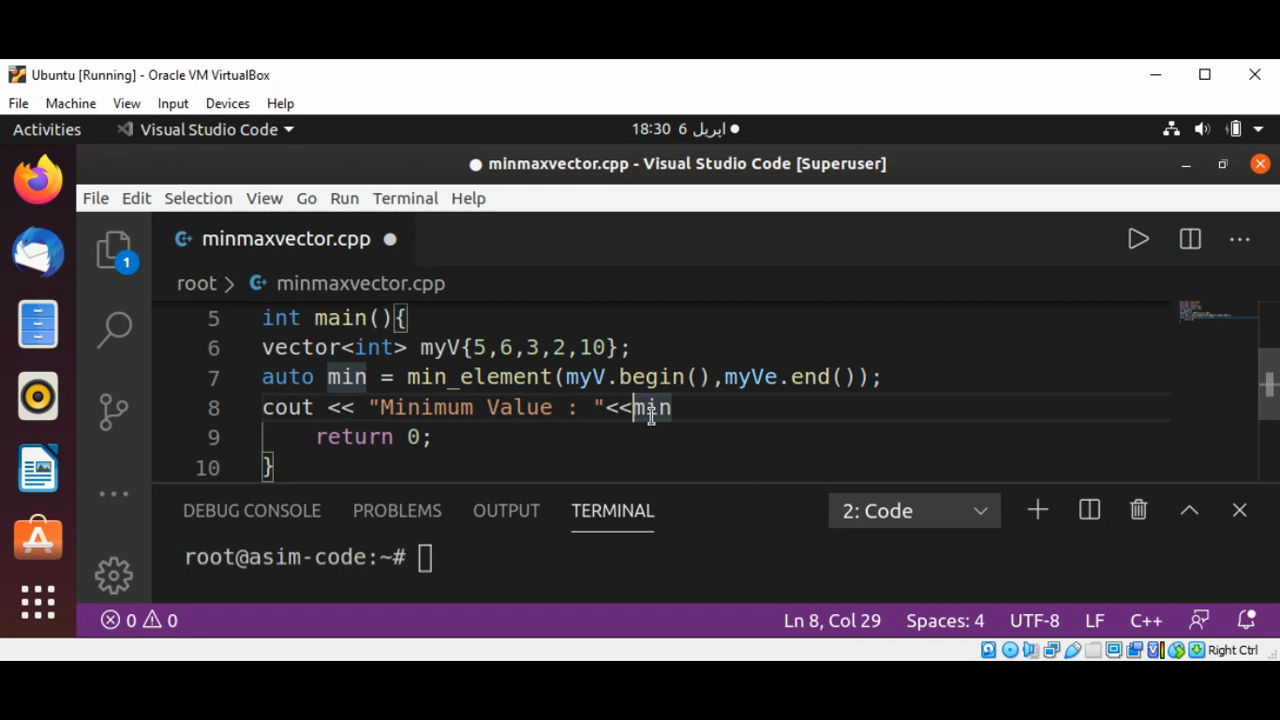 Ubuntu [Running] - Oracle VM VirtualBox
File Machine View Input Devices Help
Activities Visual Studio Code 18:30 6 اپریل
minmaxvector.cpp - Visual Studio Code [Superuser]
File Edit Selection View Go Run Terminal Help
minmaxvector.cpp
1
root > minmaxvector.cpp
5 int main(){
6 vector<int> myV{5,6,3,2,10};
7 auto min = min_element(myV.begin(),myVe.end());
8 cout << "Minimum Value : "<<min
9 return 0;
10 }
DEBUG CONSOLE PROBLEMS OUTPUT TERMINAL 2: Code
root@asim-code:~#
0 0 Ln 8, Col 29 Spaces: 4 UTF-8 LF C++
Right Ctrl